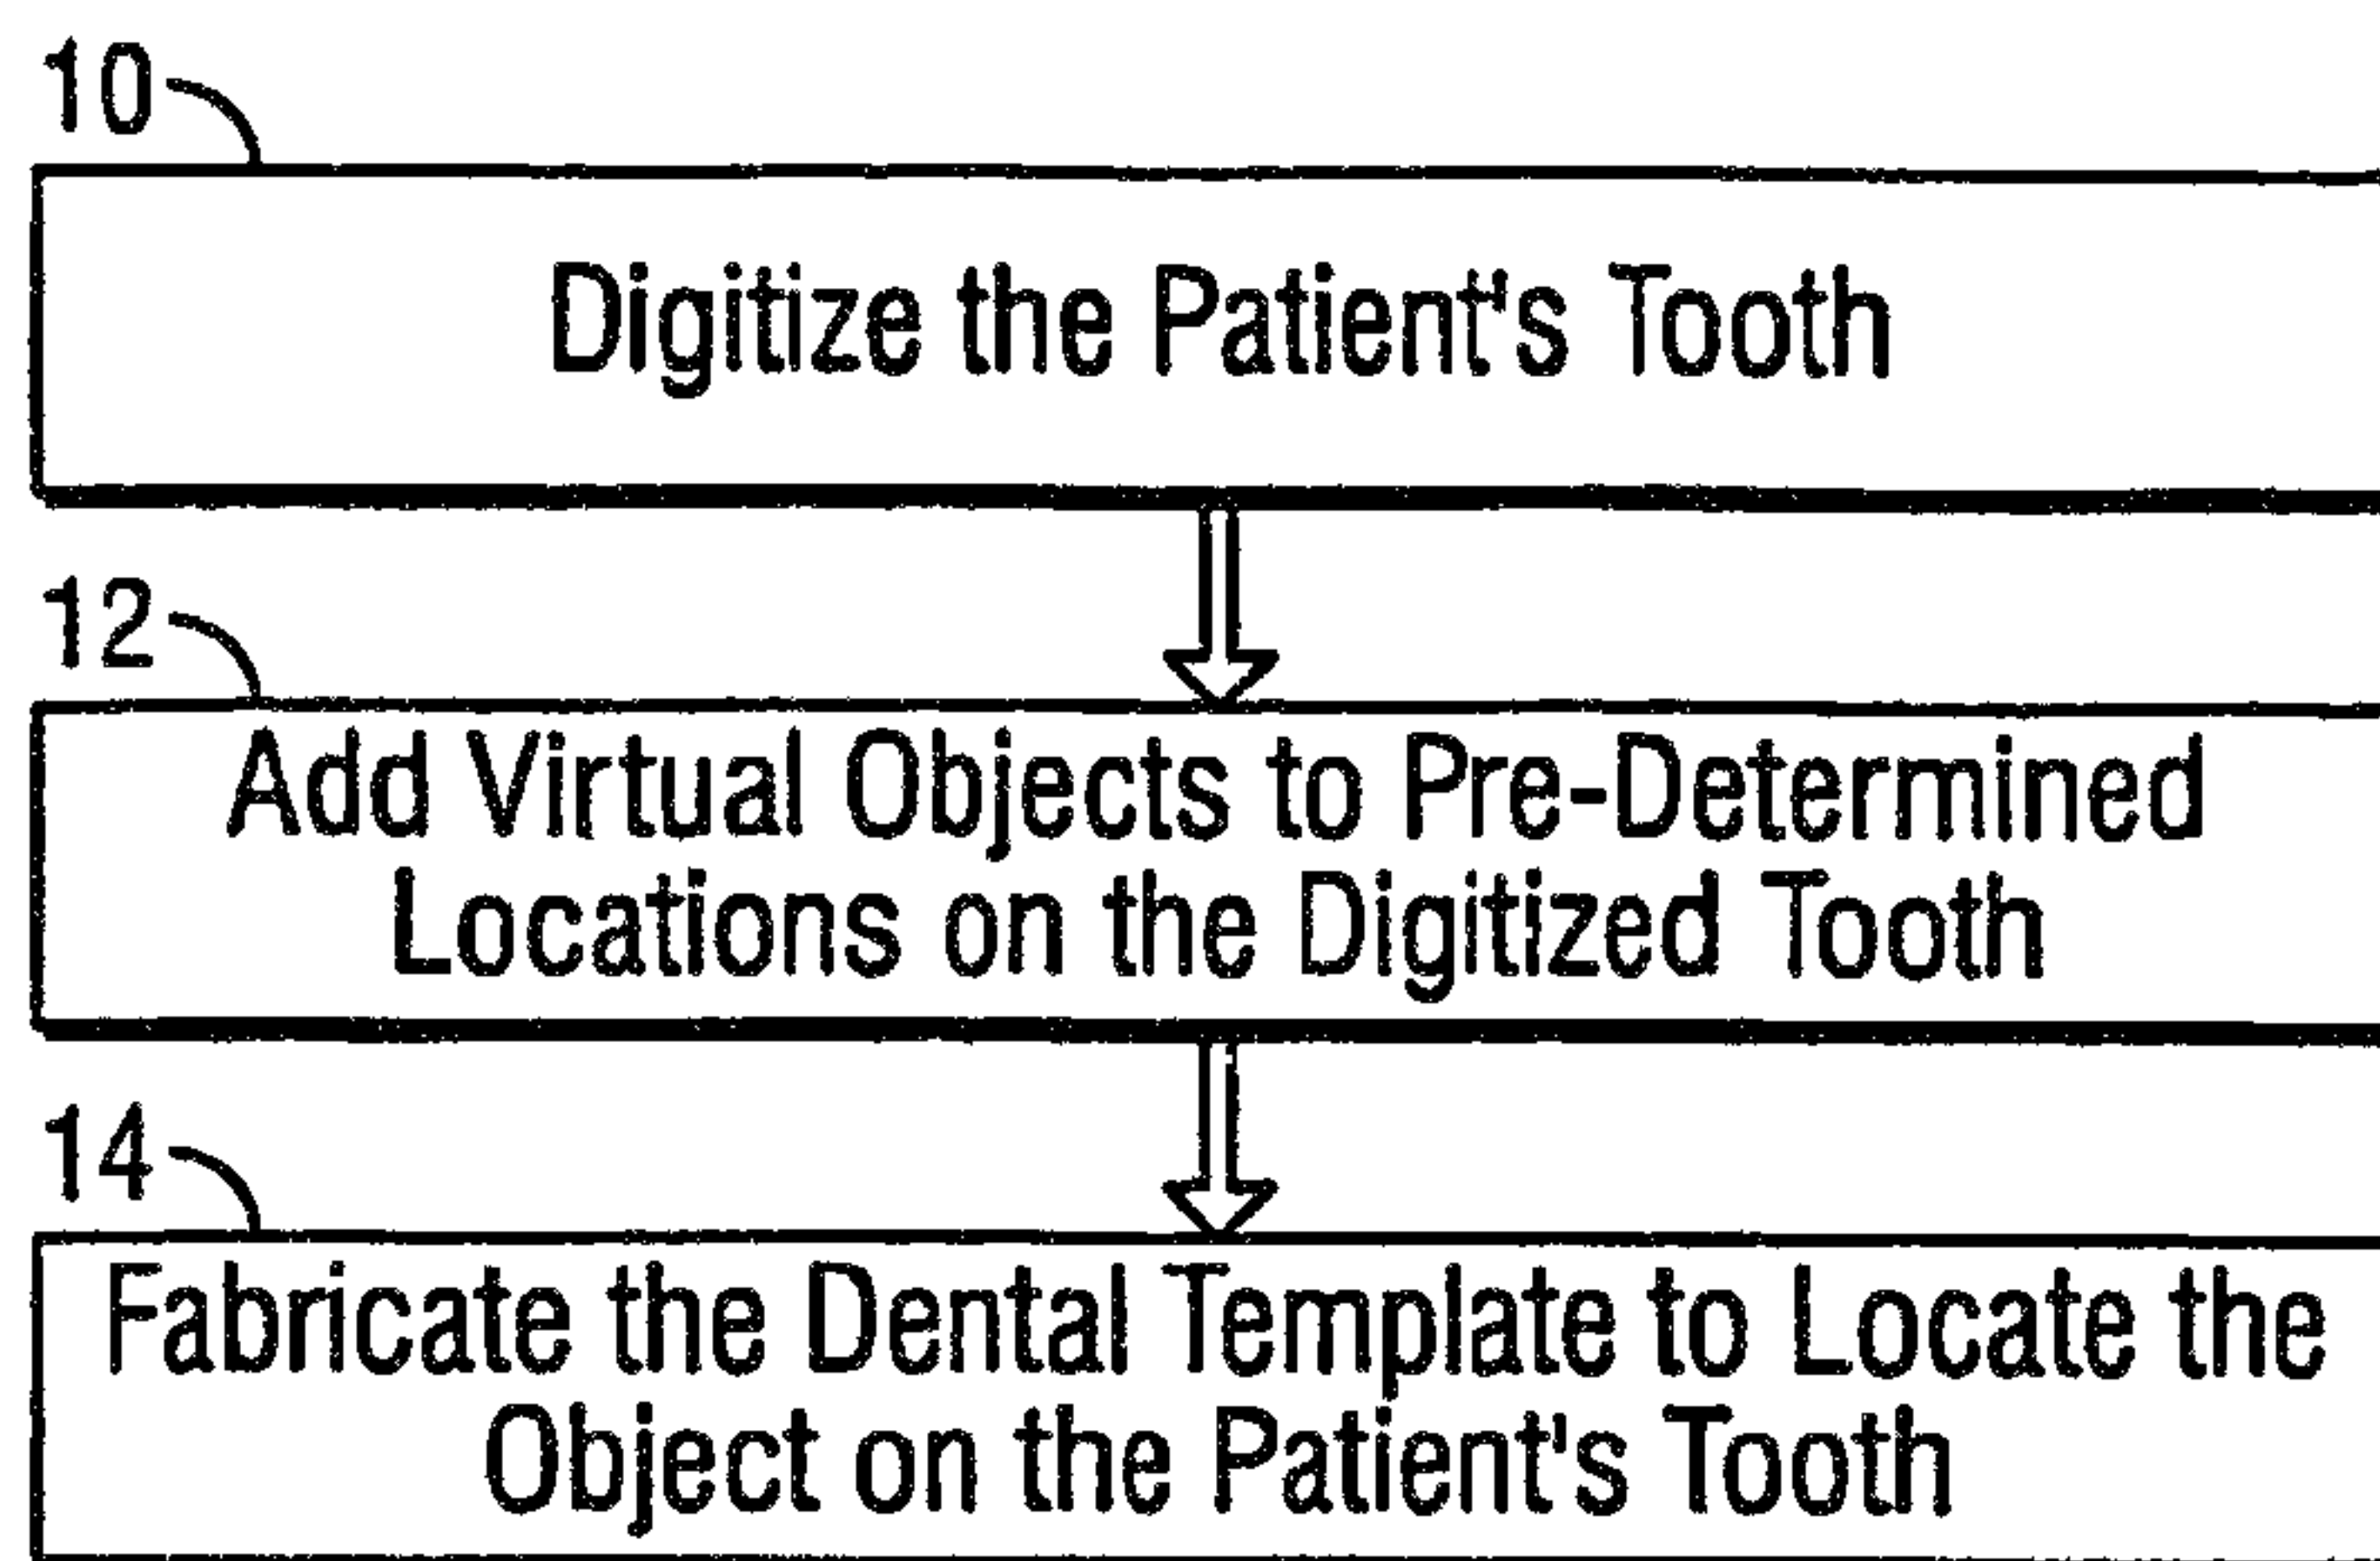 10
Digitize the Patient's Tooth
12
Add Virtual Objects to Pre-Determined
Locations on the Digitized Tooth
14
Fabricate the Dental Template to Locate the
Object on the Patient's Tooth